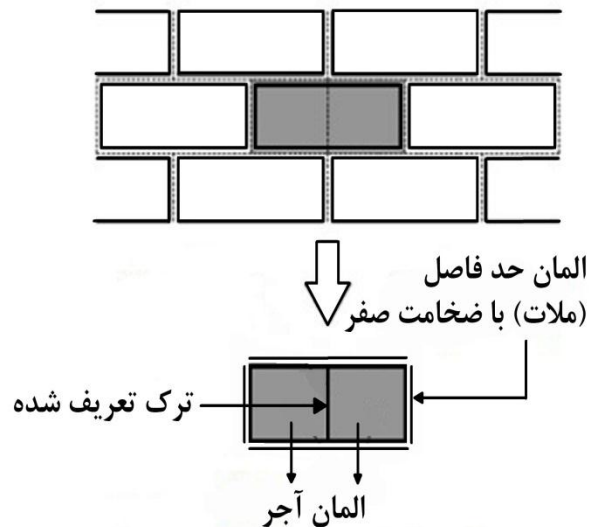 المان حد فاصل
(ملات) با ضخامت صفر
ترک تعریف شده
المان آجر